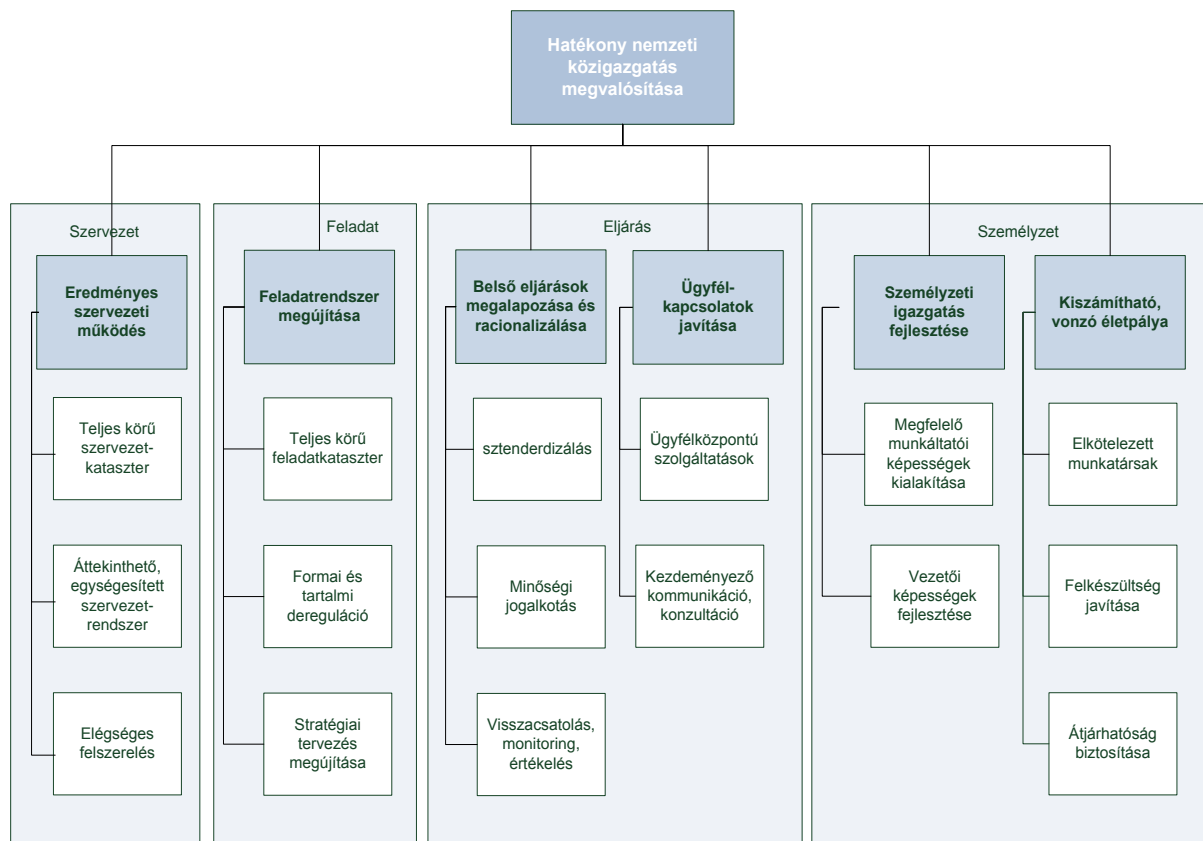 Hatékony nemzeti
közigazgatás
megvalósítása
Szervezet
Eredményes
szervezeti
működés
Teljes körű
szervezet-
kataszter
Áttekinthető,
egységesített
szervezet-
rendszer
Elégséges
felszerelés
Feladat
Feladatrendszer
megújítása
Teljes körű
feladatkataszter
Formai és
tartalmi
dereguláció
Stratégiai
tervezés
megújítása
Eljárás
Belső eljárások
megalapozása és
racionalizálása
sztenderdizálás
Minőségi
jogalkotás
Visszacsatolás,
monitoring,
értékelés
Ügyfél-
kapcsolatok
javítása
Ügyfélközpontú
szolgáltatások
Kezdeményező
kommunikáció,
konzultáció
Személyzet
Személyzeti
igazgatás
fejlesztése
Megfelelő
munkáltatói
képességek
kialakítása
Vezetői
képességek
fejlesztése
Kiszámítható,
vonzó életpálya
Elkötelezett
munkatársak
Felkészültség
javítása
Átjárhatóság
biztosítása